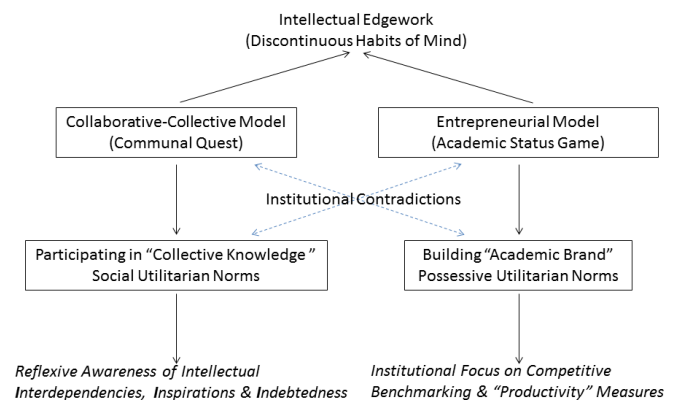 Intellectual Edgework
(Discontinuous Habits of Mind)
Collaborative-Collective Model
(Communal Quest)
Entrepreneurial Model
(Academic Status Game)
Institutional Contradictions
Participating in “Collective Knowledge ”
Social Utilitarian Norms
Building “Academic Brand”
Possessive Utilitarian Norms
Reflexive Awareness of Intellectual
Interdependencies, Inspirations & Indebtedness
Institutional Focus on Competitive
Benchmarking & “Productivity” Measures